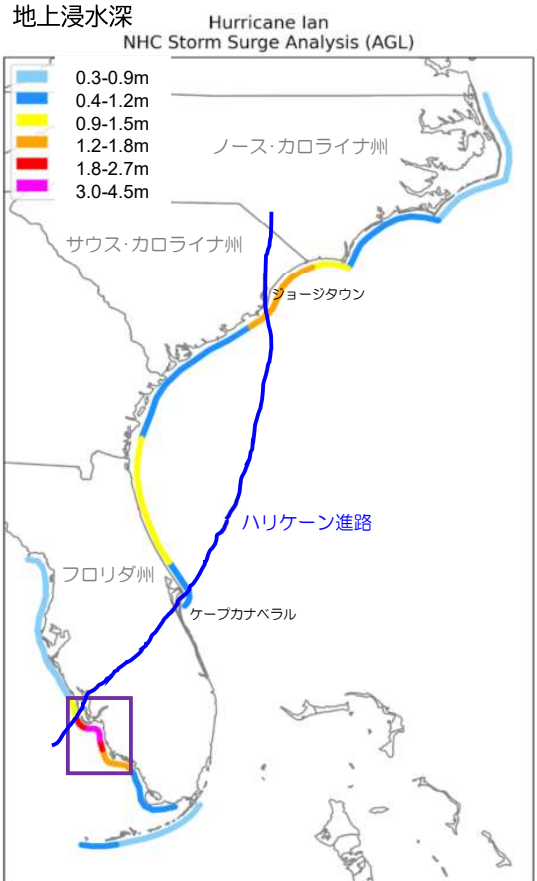 地上浸水深
Hurricane Ian
NHC Storm Surge Analysis (AGL)
0.3-0.9m
0.4-1.2m
0.9-1.5m
1.2-1.8m
1.8-2.7m
3.0-4.5m
ノース･カロライナ州
サウス･カロライナ州
ジョージタウン
ハリケーン進路
フロリダ州
ケープカナベラル